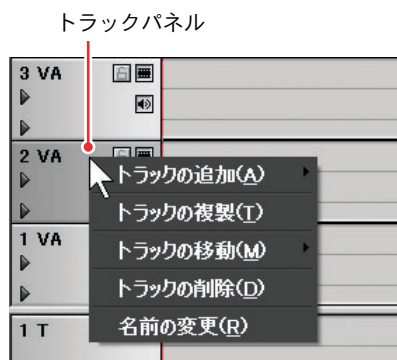 トラックパネル
3 VA
2 VA
トラックの追加(A)
トラックの複製(T)
1 VA
トラックの移動(M)
トラックの削除(D)
1 T
名前の変更(R)